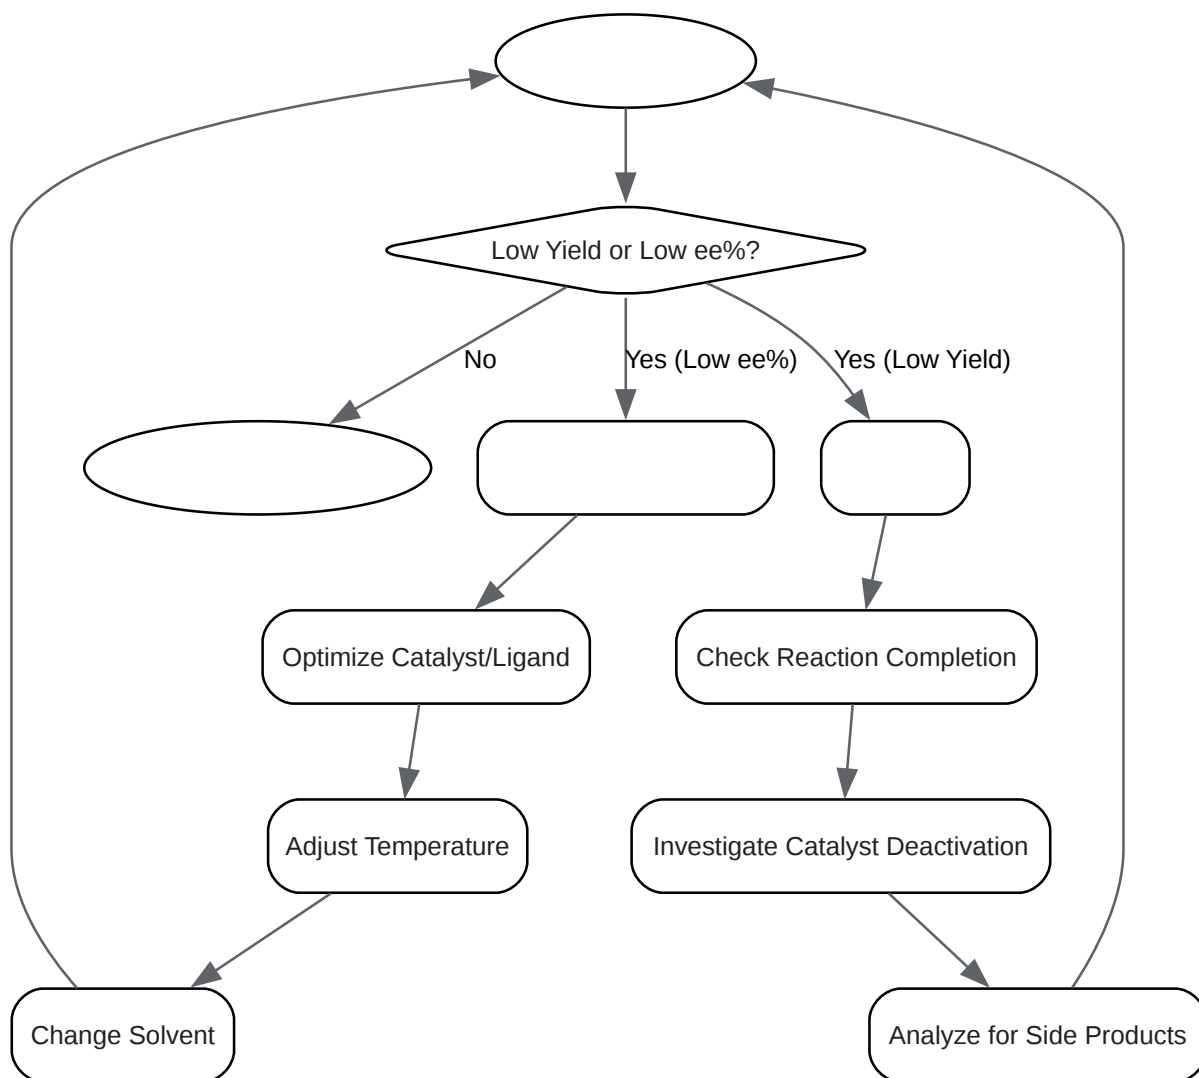 Low Yield or Low ee%?
No
Yes (Low ee%)
Yes (Low Yield)
Optimize Catalyst/Ligand
Check Reaction Completion
Adjust Temperature
Investigate Catalyst Deactivation
Change Solvent
Analyze for Side Products